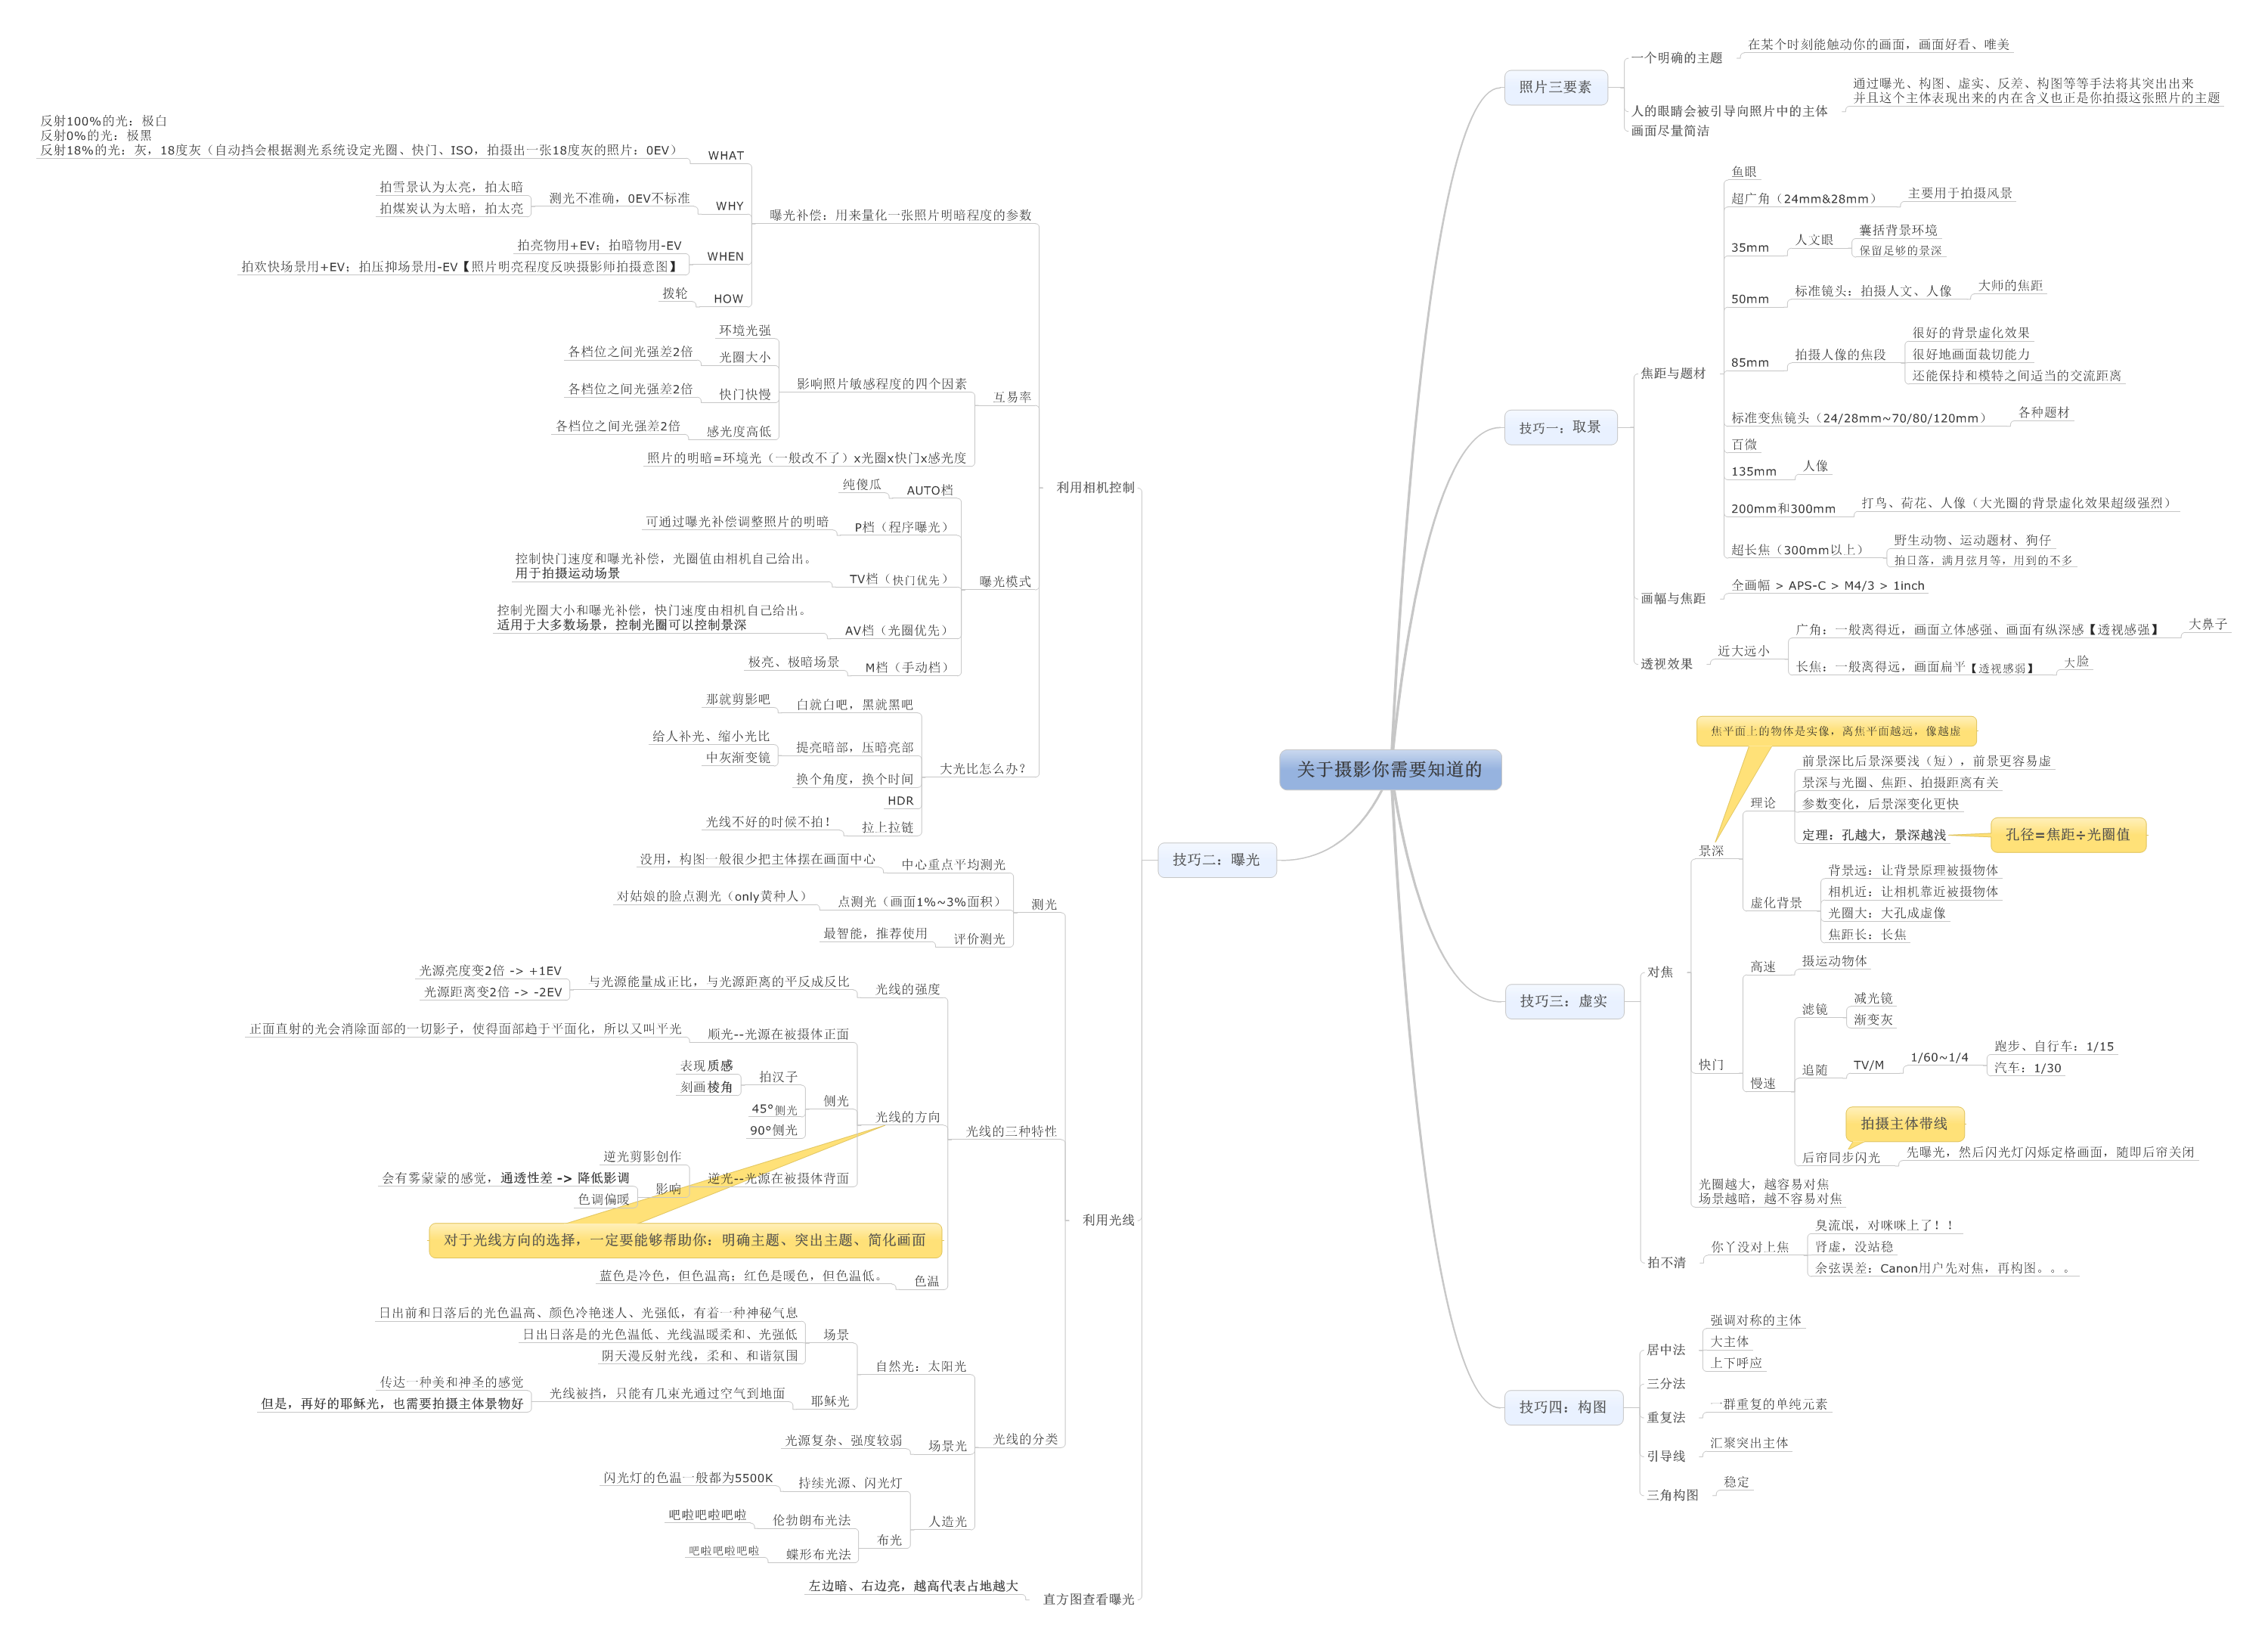 关于摄影你需要知道的
照片三要素
一个明确的主题
在某个时刻能触动你的画面，画面好看、唯美
人的眼睛会被引导向照片中的主体
通过曝光、构图、虚实、反差、构图等等手法将其突出出来
并且这个主体表现出来的内在含义也正是你拍摄这张照片的主题
画面尽量简洁
技巧一：取景
焦距与题材
鱼眼
超广角（24mm&28mm）
主要用于拍摄风景
35mm
人文眼
囊括背景环境
保留足够的景深
50mm
标准镜头：拍摄人文、人像
大师的焦距
85mm
拍摄人像的焦段
很好的背景虚化效果
很好地画面裁切能力
还能保持和模特之间适当的交流距离
标准变焦镜头（24/28mm~70/80/120mm）
各种题材
百微
135mm
人像
200mm和300mm
打鸟、荷花、人像（大光圈的背景虚化效果超级强烈）
超长焦（300mm以上）
野生动物、运动题材、狗仔
拍日落，满月弦月等，用到的不多
画幅与焦距
全画幅 > APS-C > M4/3 > 1inch
透视效果
近大远小
广角：一般离得近，画面立体感强、画面有纵深感【透视感强】
大鼻子
长焦：一般离得远，画面扁平【透视感弱】
大脸
技巧二：曝光
利用相机控制
曝光补偿：用来量化一张照片明暗程度的参数
WHAT
反射100%的光：极白
反射0%的光：极黑
反射18%的光：灰，18度灰（自动挡会根据测光系统设定光圈、快门、ISO，拍摄出一张18度灰的照片：0EV）
WHY
测光不准确，0EV不标准
拍雪景认为太亮，拍太暗
拍煤炭认为太暗，拍太亮
WHEN
拍亮物用+EV；拍暗物用-EV
拍欢快场景用+EV；拍压抑场景用-EV【照片明亮程度反映摄影师拍摄意图】
HOW
拨轮
互易率
影响照片敏感程度的四个因素
环境光强
光圈大小
各档位之间光强差2倍
快门快慢
各档位之间光强差2倍
感光度高低
各档位之间光强差2倍
照片的明暗=环境光（一般改不了）x光圈x快门x感光度
曝光模式
AUTO档
纯傻瓜
P档（程序曝光）
可通过曝光补偿调整照片的明暗
TV档（快门优先）
控制快门速度和曝光补偿，光圈值由相机自己给出。
用于拍摄运动场景
AV档（光圈优先）
控制光圈大小和曝光补偿，快门速度由相机自己给出。
适用于大多数场景，控制光圈可以控制景深
M档（手动档）
极亮、极暗场景
大光比怎么办？
白就白吧，黑就黑吧
那就剪影吧
提亮暗部，压暗亮部
给人补光、缩小光比
中灰渐变镜
换个角度，换个时间
HDR
拉上拉链
光线不好的时候不拍！
利用光线
测光
中心重点平均测光
没用，构图一般很少把主体摆在画面中心
点测光（画面1%~3%面积）
对姑娘的脸点测光（only黄种人）
评价测光
最智能，推荐使用
光线的三种特性
光线的强度
与光源能量成正比，与光源距离的平反成反比
光源亮度变2倍 -> +1EV
光源距离变2倍 -> -2EV
光线的方向
顺光--光源在被摄体正面
正面直射的光会消除面部的一切影子，使得面部趋于平面化，所以又叫平光
侧光
拍汉子
表现质感
刻画棱角
45°侧光
90°侧光
逆光--光源在被摄体背面
逆光剪影创作
影响
会有雾蒙蒙的感觉，通透性差 -> 降低影调
色调偏暖
对于光线方向的选择，一定要能够帮助你：明确主题、突出主题、简化画面
色温
蓝色是冷色，但色温高；红色是暖色，但色温低。
光线的分类
自然光：太阳光
场景
日出前和日落后的光色温高、颜色冷艳迷人、光强低，有着一种神秘气息
日出日落是的光色温低、光线温暖柔和、光强低
阴天漫反射光线，柔和、和谐氛围
耶稣光
光线被挡，只能有几束光通过空气到地面
传达一种美和神圣的感觉
但是，再好的耶稣光，也需要拍摄主体景物好
场景光
光源复杂、强度较弱
人造光
持续光源、闪光灯
闪光灯的色温一般都为5500K
布光
伦勃朗布光法
吧啦吧啦吧啦
蝶形布光法
吧啦吧啦吧啦
直方图查看曝光
左边暗、右边亮，越高代表占地越大
技巧三：虚实
对焦
景深
焦平面上的物体是实像，离焦平面越远，像越虚
理论
前景深比后景深要浅（短），前景更容易虚
景深与光圈、焦距、拍摄距离有关
参数变化，后景深变化更快
定理：孔越大，景深越浅
孔径=焦距÷光圈值
虚化背景
背景远：让背景原理被摄物体
相机近：让相机靠近被摄物体
光圈大：大孔成虚像
焦距长：长焦
快门
高速
摄运动物体
慢速
滤镜
减光镜
渐变灰
追随
TV/M
1/60~1/4
跑步、自行车：1/15
汽车：1/30
拍摄主体带线
后帘同步闪光
先曝光，然后闪光灯闪烁定格画面，随即后帘关闭
光圈越大，越容易对焦
场景越暗，越不容易对焦
拍不清
你丫没对上焦
臭流氓，对咪咪上了！！
肾虚，没站稳
余弦误差：Canon用户先对焦，再构图。。。
技巧四：构图
居中法
强调对称的主体
大主体
上下呼应
三分法
重复法
一群重复的单纯元素
引导线
汇聚突出主体
三角构图
稳定